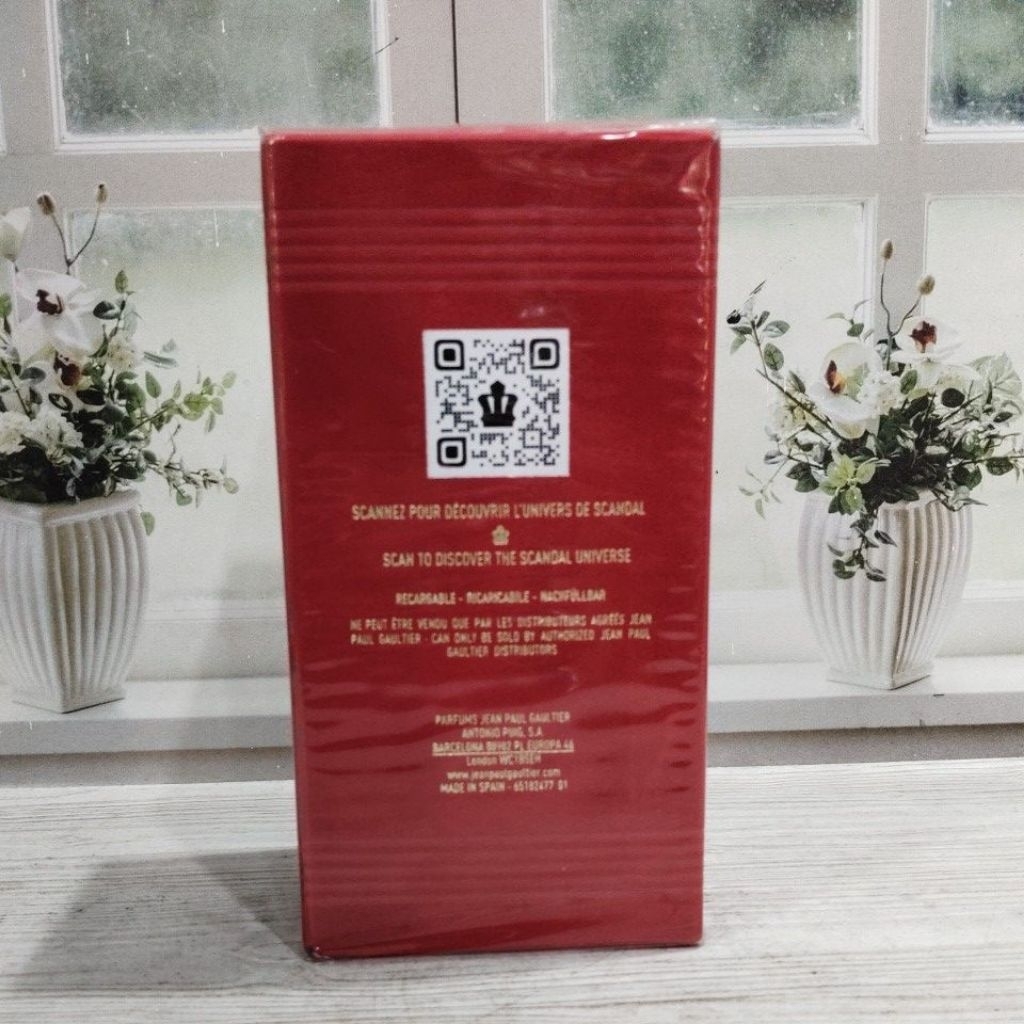 SCANNEZ POUR DÉCOUVRIR L'UNIVERS DE SCANDAL
SCAN TO DISCOVER THE SCANDAL UNIVERSE
RECARGABLE - RICARICABILE - NACHFÜLLBAR
NE PEUT ÊTRE VENDU QUE PAR LES DISTRIBUTEURS AGRÉÉS JEAN
PAUL GAULTIER - CAN ONLY BE SOLD BY AUTHORIZED JEAN PAUL
GAULTIER DISTRIBUTORS
PARFUMS JEAN PAUL GAULTIER
ANTONIO PUIG, S.A
BARCELONA 08902 PL EUROPA 46
London WC1B5EH
www.jeanpaulgaultier.com
MADE IN SPAIN - 65182477 01